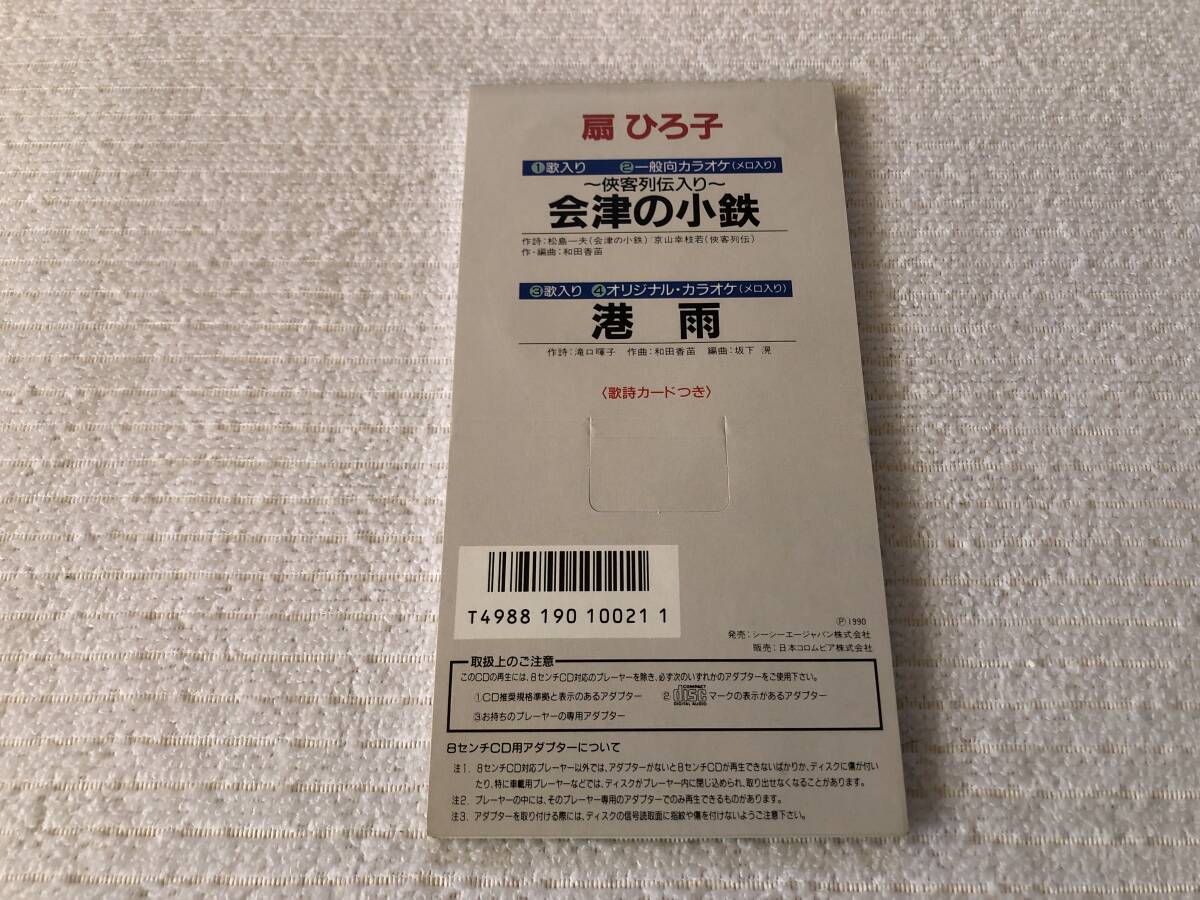 扇 ひろ子
①歌入り ②一般向カラオケ(メロ入り)
～侠客列伝入り～
会津の小鉄
作詩：松島一夫(会津の小鉄) 京山幸枝若(侠客列伝)
作・編曲：和田香苗
③歌入り ④オリジナル・カラオケ(メロ入り)
港 雨
作詩：滝口暉子 作曲：和田香苗 編曲：坂下 滉
〈歌詩カードつき〉
T4988 190 10021 1
Ⓟ1990
発売：シーシーエージャパン株式会社
販売：日本コロムビア株式会社
取扱上のご注意
このCDの再生には、8センチCD対応のプレーヤーを除き、必ず次のいずれかのアダプターをご使用下さい。
①CD推奨規格準拠と表示のあるアダプター ②COMPACT disc DIGITAL AUDIO マークの表示があるアダプター
③お持ちのプレーヤーの専用アダプター
8センチCD用アダプターについて
注1. 8センチCD対応プレーヤー以外では、アダプターがないと8センチCDが再生できないばかりか、ディスクに傷が付い
たり、特に車載用プレーヤーなどでは、ディスクがプレーヤー内に閉じ込められ、取り出せなくなることがあります。
注2. プレーヤーの中には、そのプレーヤー専用のアダプターでのみ再生できるものがあります。
注3. アダプターを取り付ける際には、ディスクの信号読取面に指紋や傷を付けないようご注意下さい。